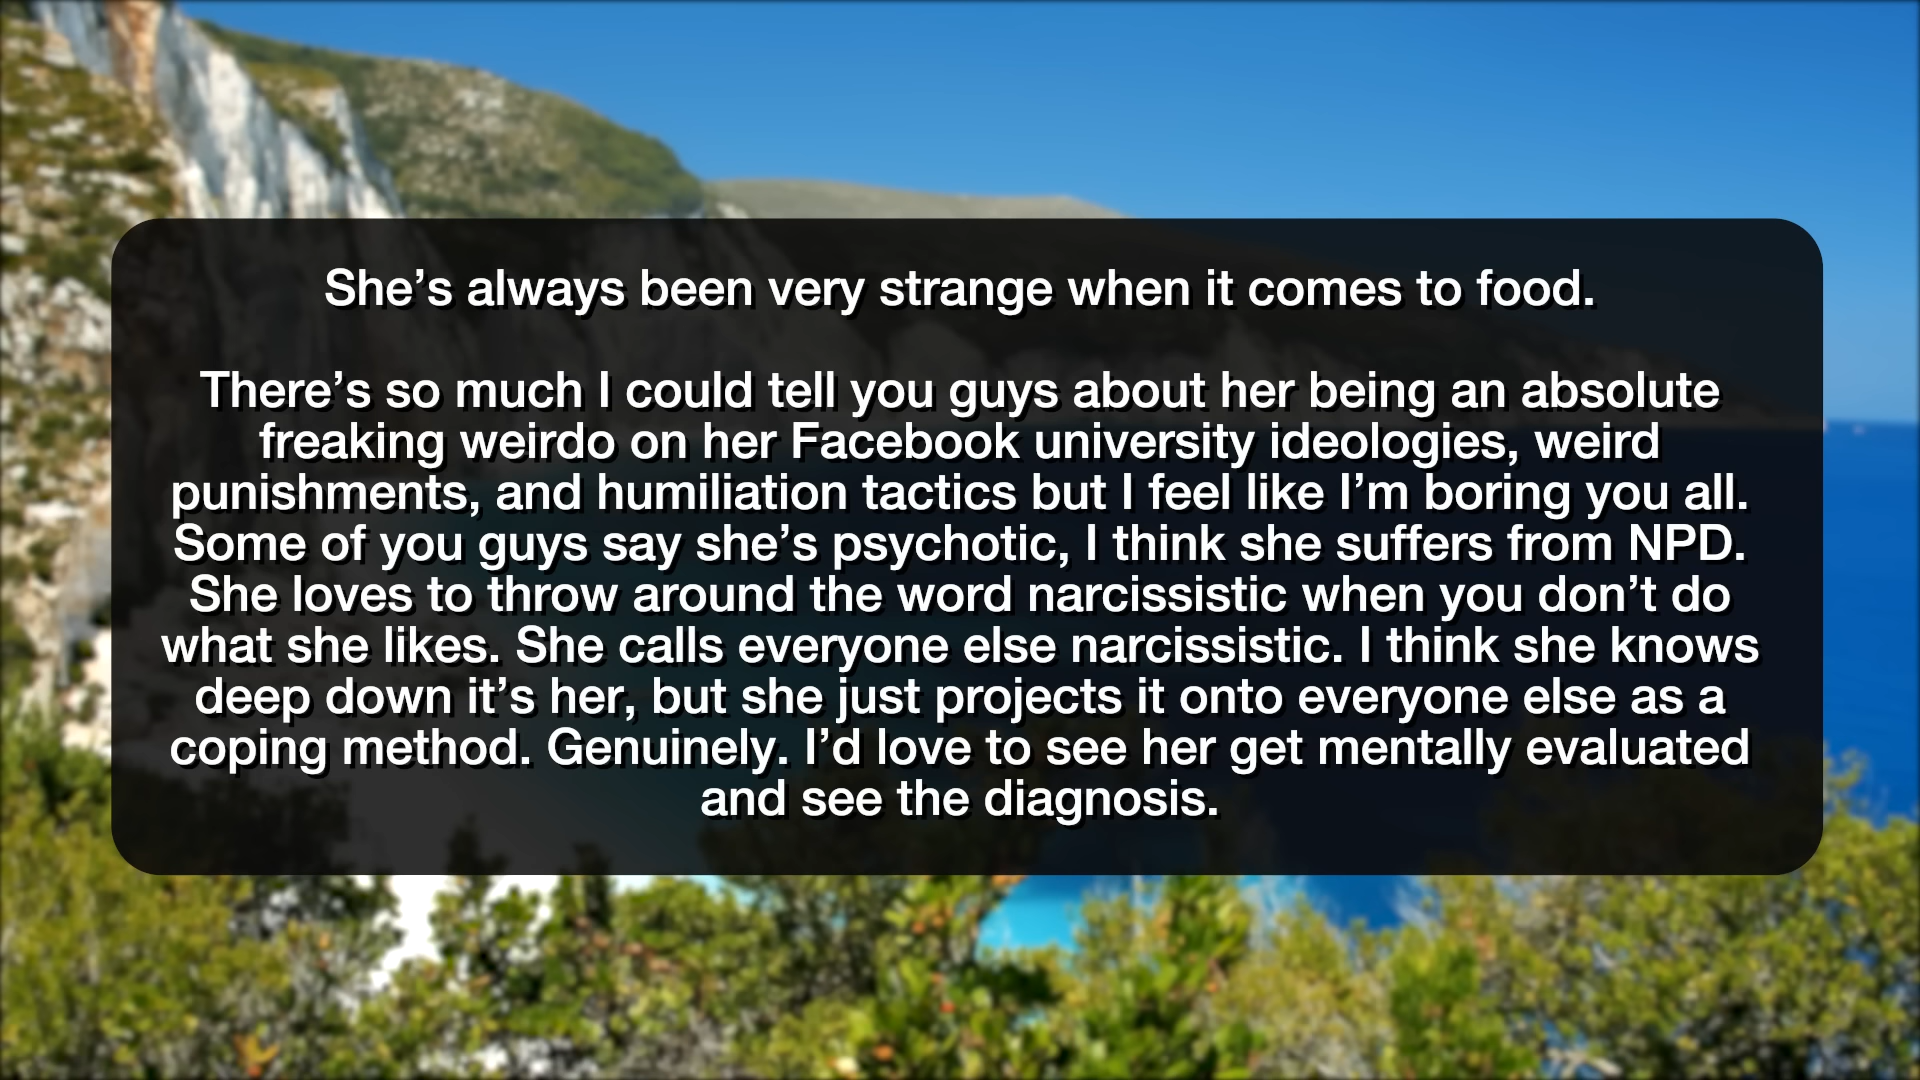 She’s always been very strange when it comes to food.
There’s so much I could tell you guys about her being an absolute
freaking weirdo on her Facebook university ideologies, weird
punishments, and humiliation tactics but I feel like I’m boring you all.
Some of you guys say she’s psychotic, I think she suffers from NPD.
She loves to throw around the word narcissistic when you don’t do
what she likes. She calls everyone else narcissistic. I think she knows
deep down it’s her, but she just projects it onto everyone else as a
coping method. Genuinely. I’d love to see her get mentally evaluated
and see the diagnosis.